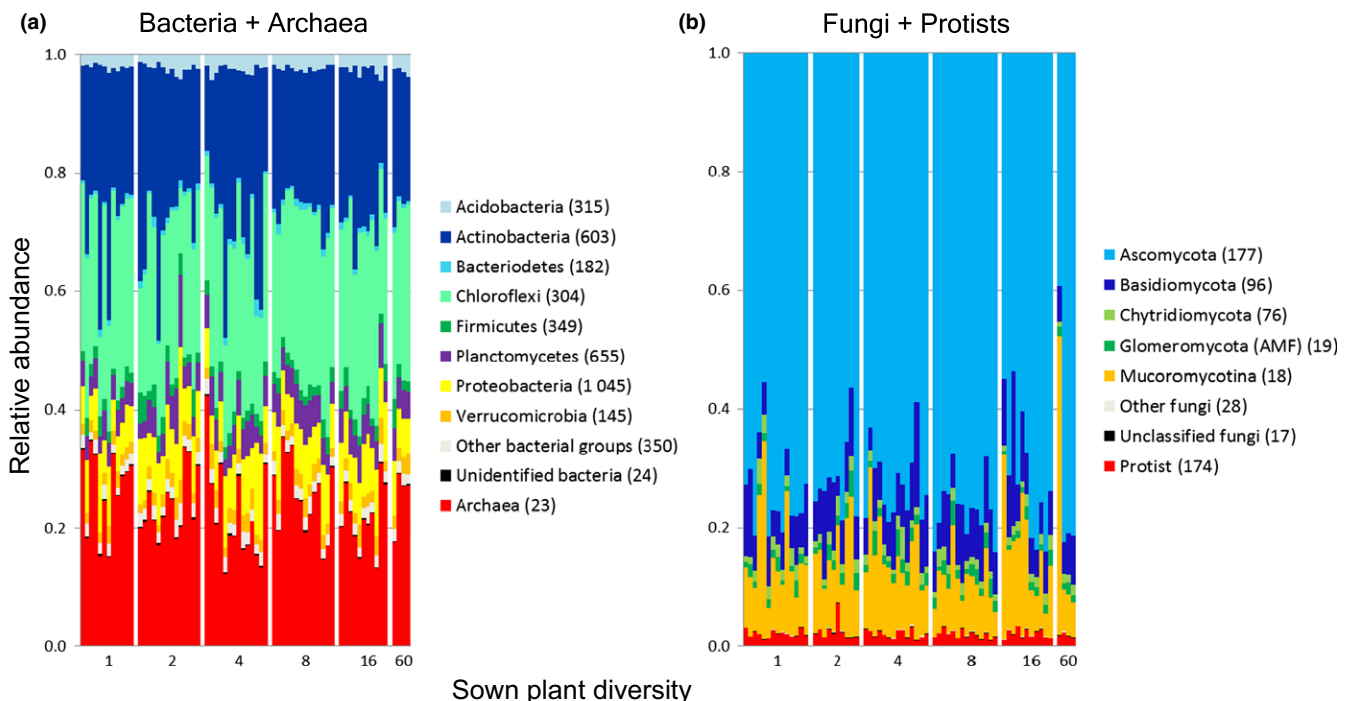 (a) Bacteria + Archaea
(b) Fungi + Protists
Relative abundance
1.0
0.8
0.6
0.4
0.2
0.0
1 2 4 8 16 60
Acidobacteria (315)
Actinobacteria (603)
Bacteriodetes (182)
Chloroflexi (304)
Firmicutes (349)
Planctomycetes (655)
Proteobacteria (1 045)
Verrucomicrobia (145)
Other bacterial groups (350)
Unidentified bacteria (24)
Archaea (23)
1.0
0.8
0.6
0.4
0.2
0.0
1 2 4 8 16 60
Ascomycota (177)
Basidiomycota (96)
Chytridiomycota (76)
Glomeromycota (AMF) (19)
Mucoromycotina (18)
Other fungi (28)
Unclassified fungi (17)
Protist (174)
Sown plant diversity